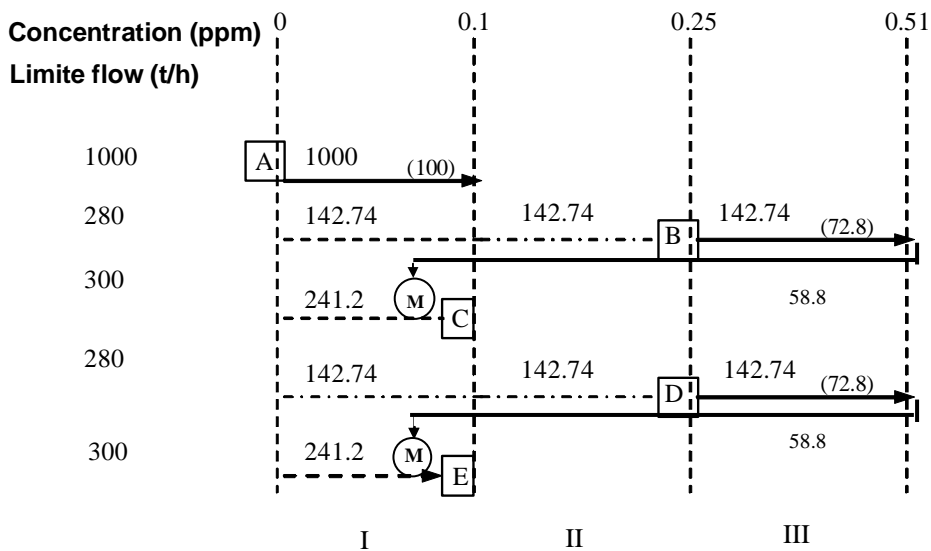 0 0.1 0.25 0.51
Concentration (ppm)
Limite flow (t/h)
1000 A 1000 (100)
280 142.74 142.74 B 142.74 (72.8)
300 M 58.8
241.2 C
280 142.74 142.74 D 142.74 (72.8)
300 241.2 M E 58.8
I II III